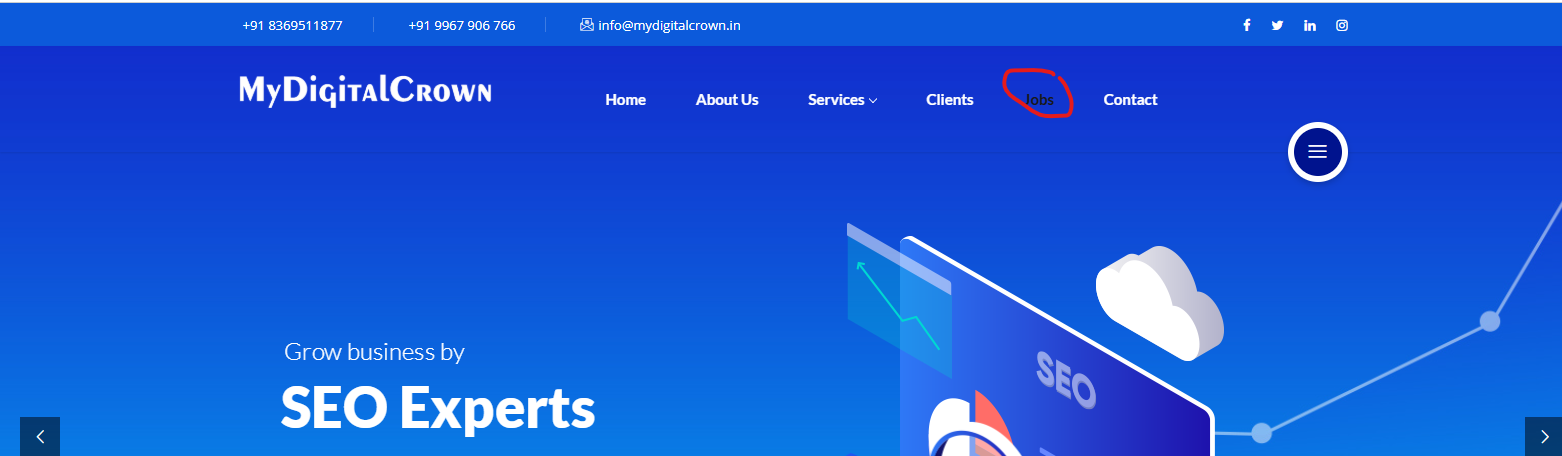 +91 8369511877
+91 9967 906 766
info@mydigitalcrown.in
MyDigitalCrown
Home
About Us
Services
Clients
Jobs
Contact
Grow business by
SEO Experts
SEO